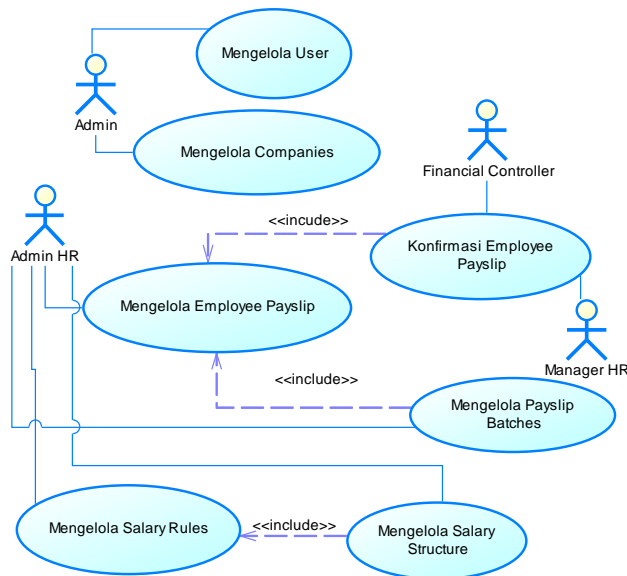 Mengelola User
Admin
Mengelola Companies
Financial Controller
<<incude>>
Konfirmasi Employee
Payslip
Admin HR
Mengelola Employee Payslip
Manager HR
<<include>>
Mengelola Payslip
Batches
Mengelola Salary Rules
<<include>>
Mengelola Salary
Structure